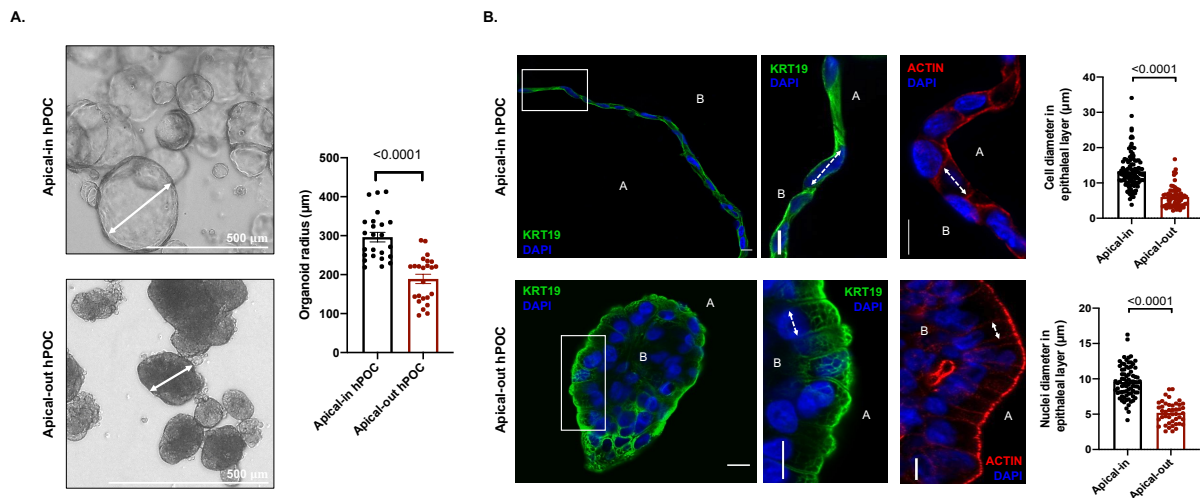 A.
Apical-in hPOC
500 µm
Apical-out hPOC
500 µm
Organoid radius (µm)
500
400
300
200
100
0
<0.0001
Apical-in hPOC
Apical-out hPOC
B.
Apical-in hPOC
B
A
KRT19
DAPI
KRT19
DAPI
A
B
ACTIN
DAPI
A
B
Cell diameter in
epithaleal layer (µm)
40
30
20
10
0
<0.0001
Apical-in
Apical-out
Apical-out hPOC
KRT19
DAPI
A
B
KRT19
DAPI
B
A
B
A
ACTIN
DAPI
Nuclei diameter in
epithaleal layer (µm)
20
15
10
5
0
<0.0001
Apical-in
Apical-out